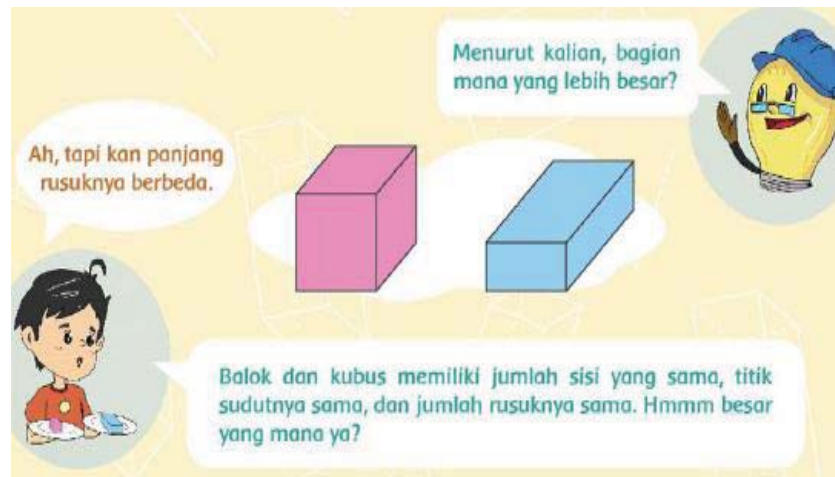 Menurut kalian, bagian
mana yang lebih besar?
Ah, tapi kan panjang
rusuknya berbeda.
Balok dan kubus memiliki jumlah sisi yang sama, titik
sudutnya sama, dan jumlah rusuknya sama. Hmmm besar
yang mana ya?